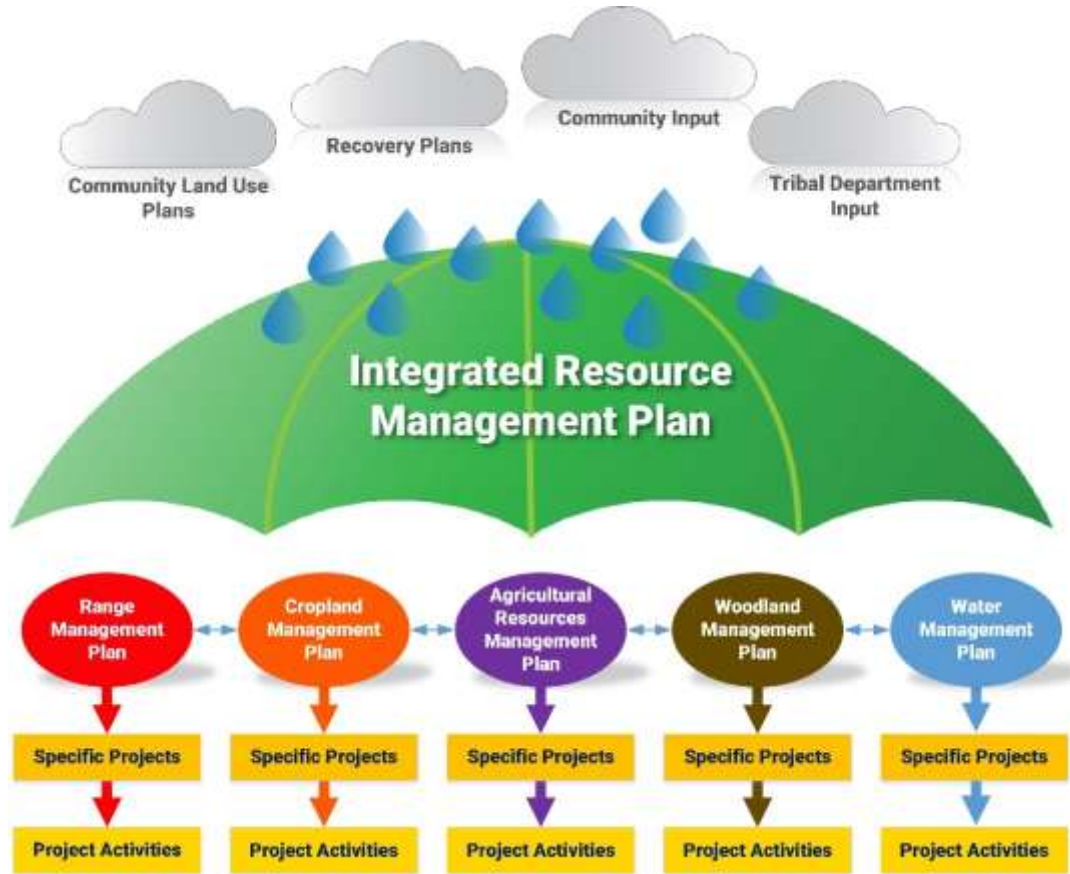 Community Input
Recovery Plans
Community Land Use
Plans
Tribal Department
Input
Integrated Resource
Management Plan
Range
Management
Plan
Cropland
Management
Plan
Agricultural
Resources
Management
Plan
Woodland
Management
Plan
Water
Management
Plan
Specific Projects
Specific Projects
Specific Projects
Specific Projects
Specific Projects
Project Activities
Project Activities
Project Activities
Project Activities
Project Activities